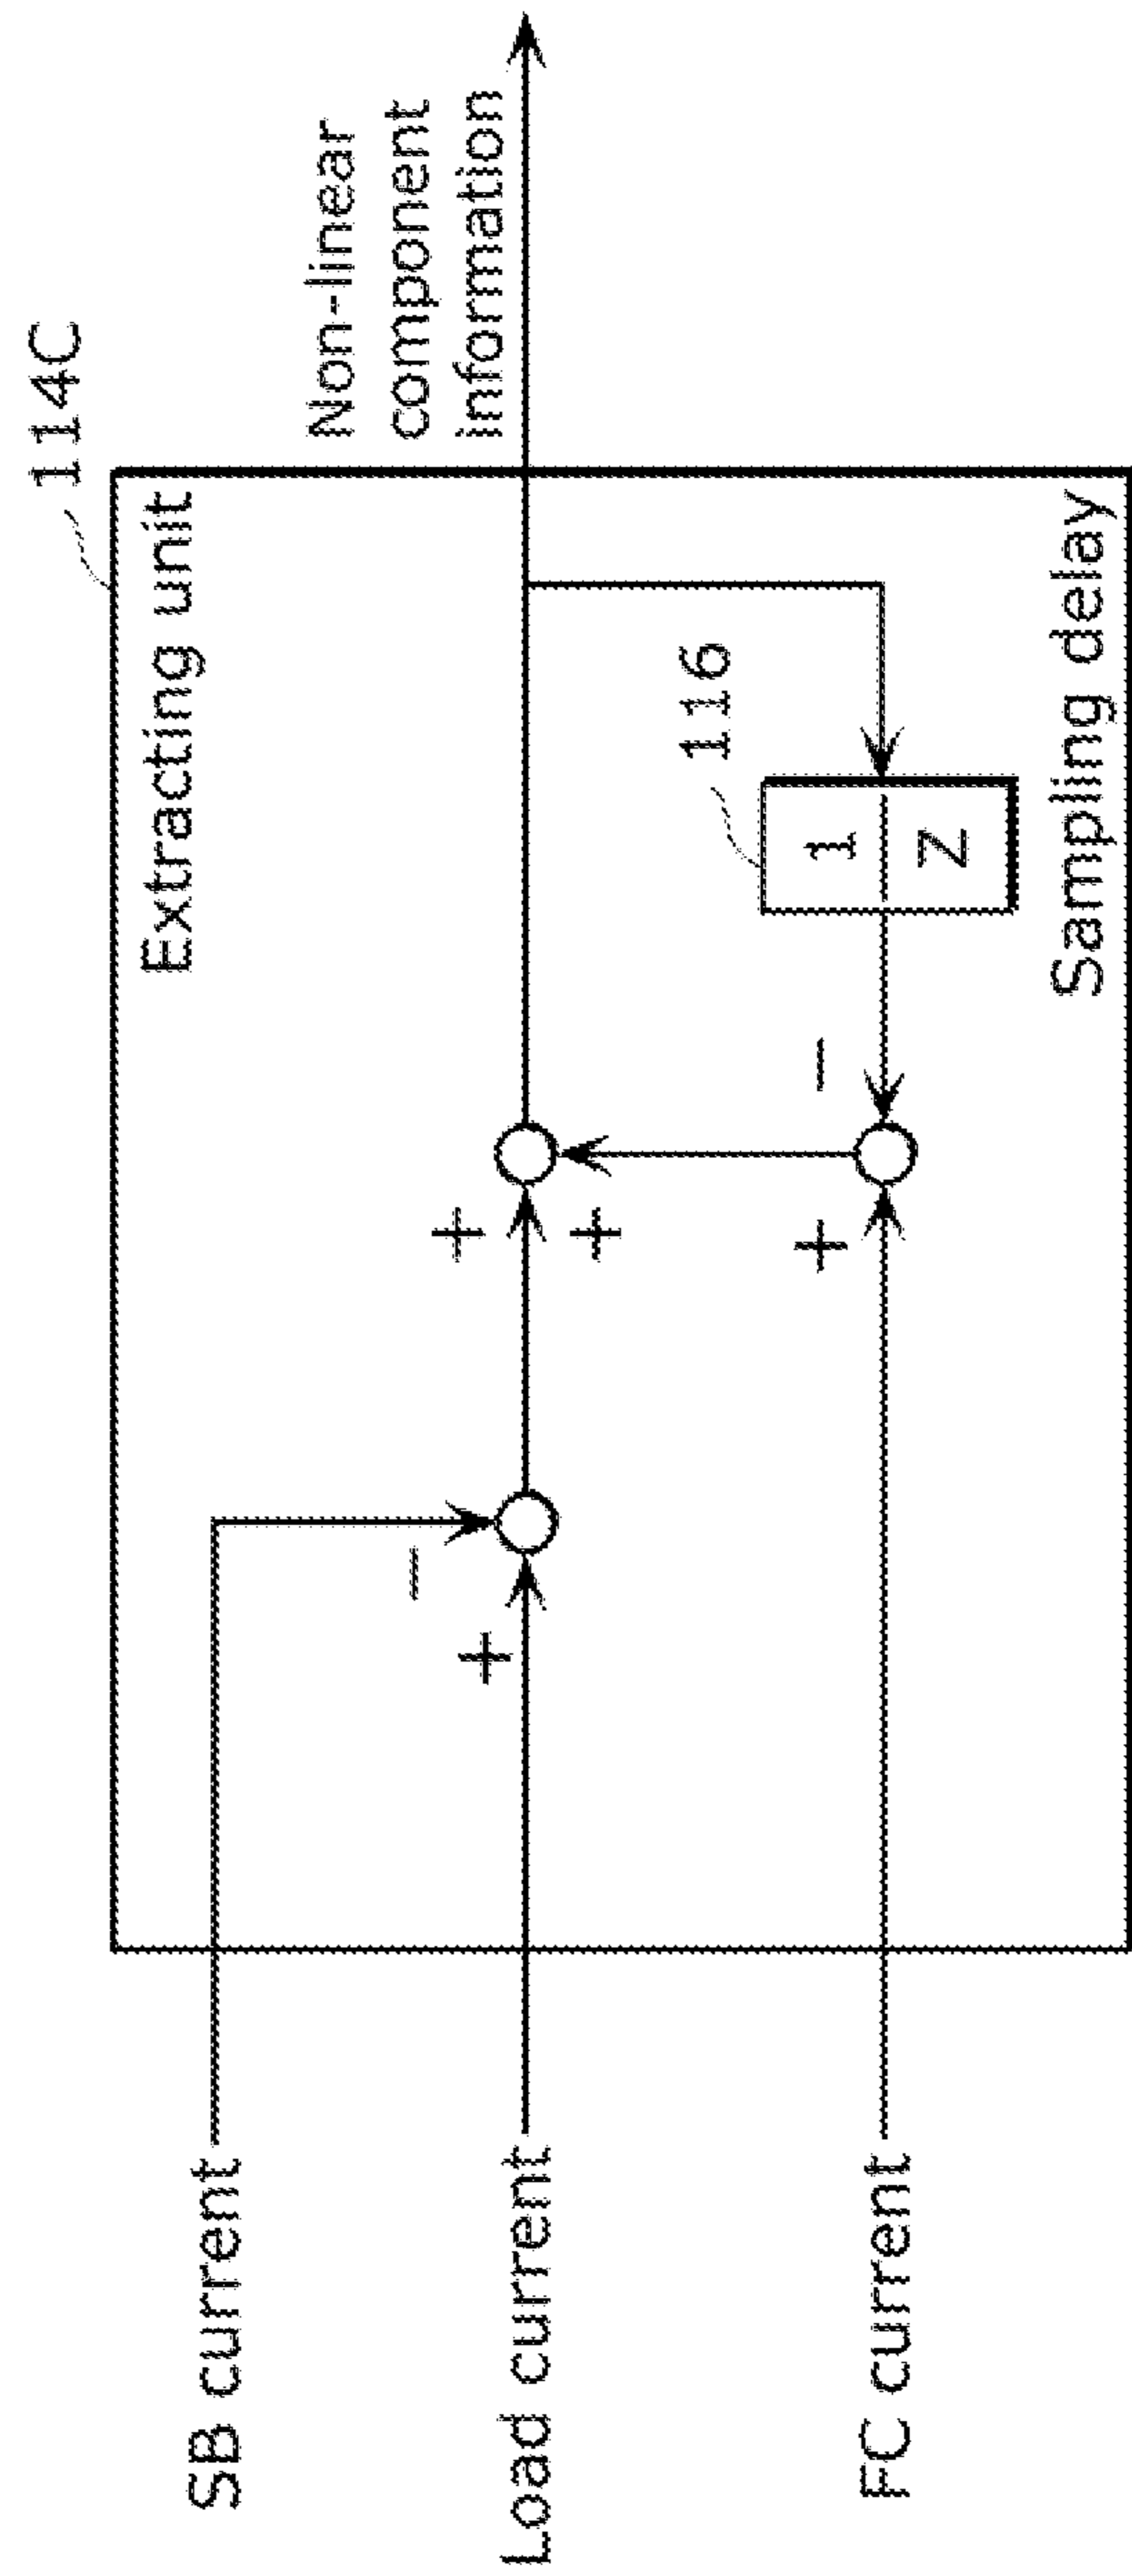 114C
Extracting unit
Non-linear
component
information
SB current
-
+
Load current
+
+
116
1
Z
+
-
FC current
Sampling delay